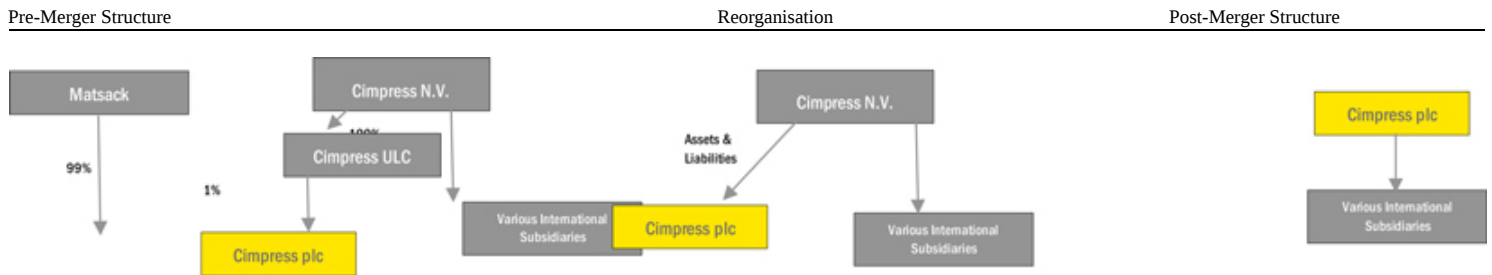 Pre-Merger Structure
Reorganisation
Post-Merger Structure
Matsack
99%
1%
Cimpress N.V.
100%
Cimpress ULC
Cimpress plc
Various International
Subsidiaries
Cimpress N.V.
Assets &
Liabilities
Cimpress plc
Various International
Subsidiaries
Cimpress plc
Various International
Subsidiaries